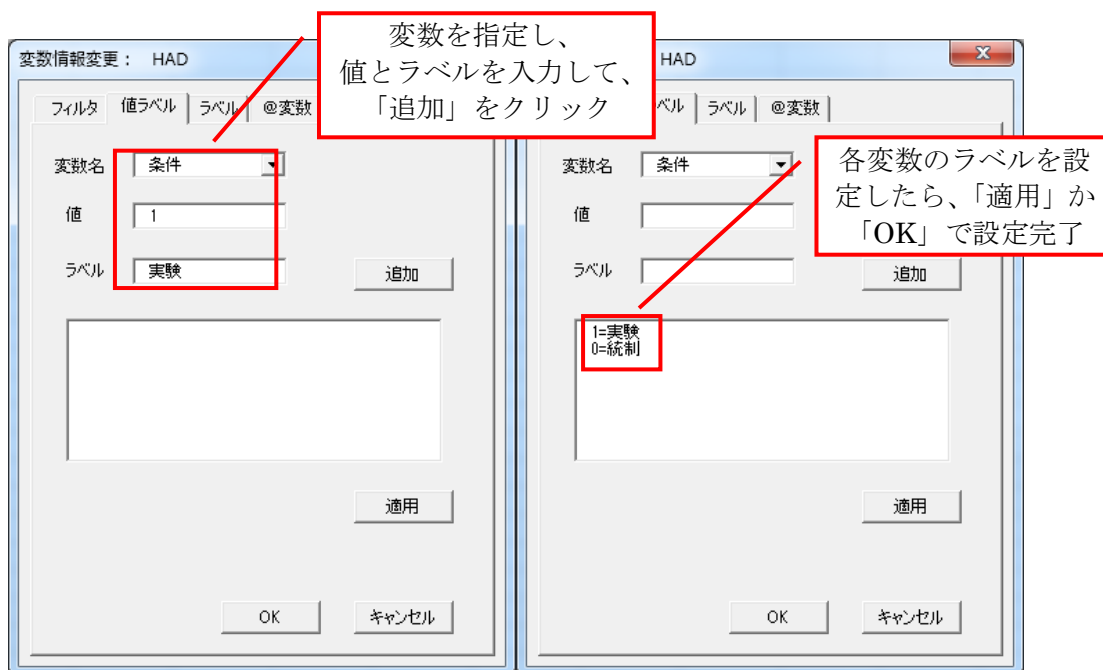 変数を指定し、
値とラベルを入力して、
「追加」をクリック
変数情報変更： HAD
フィルタ 値ラベル ラベル @変数
変数名 条件
値 1
ラベル 実験 追加
適用
OK キャンセル
HAD
ベル ラベル @変数
各変数のラベルを設
定したら、「適用」か
「OK」で設定完了
変数名 条件
値
ラベル 追加
1=実験
0=統制
適用
OK キャンセル